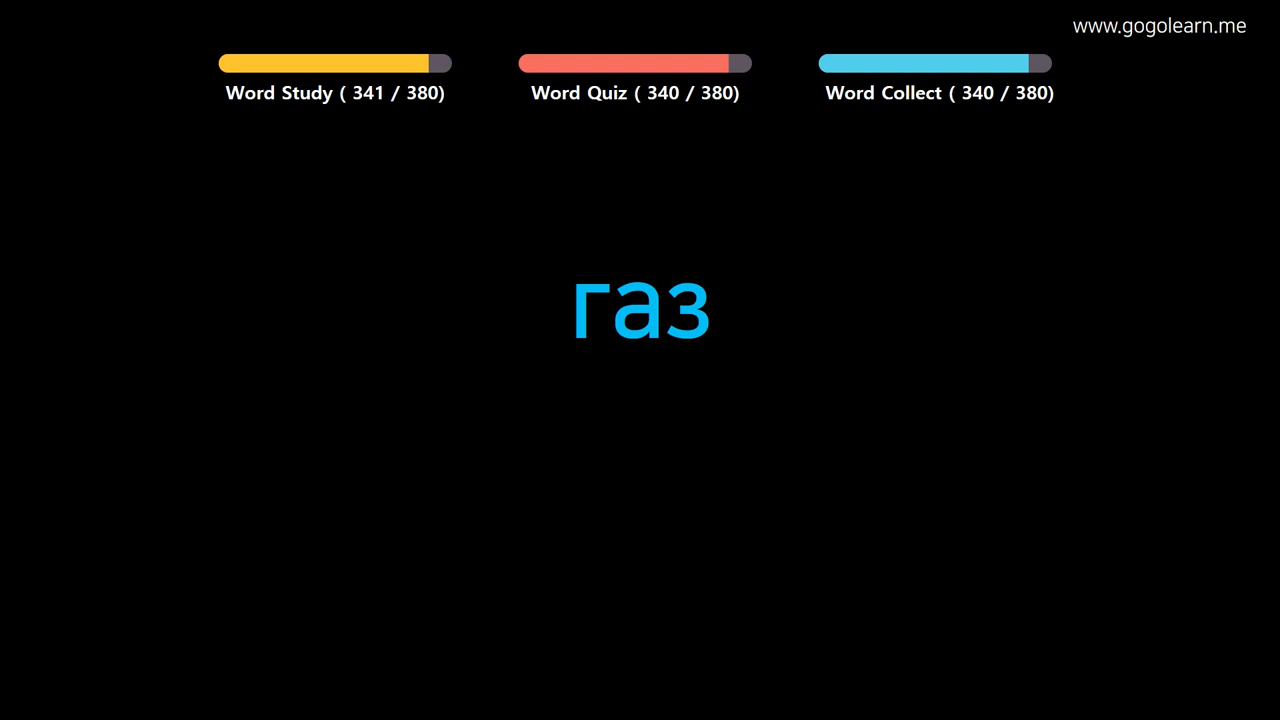 www.gogolearn.me
Word Study ( 341 / 380)
Word Quiz ( 340 / 380)
Word Collect ( 340 / 380)
газ